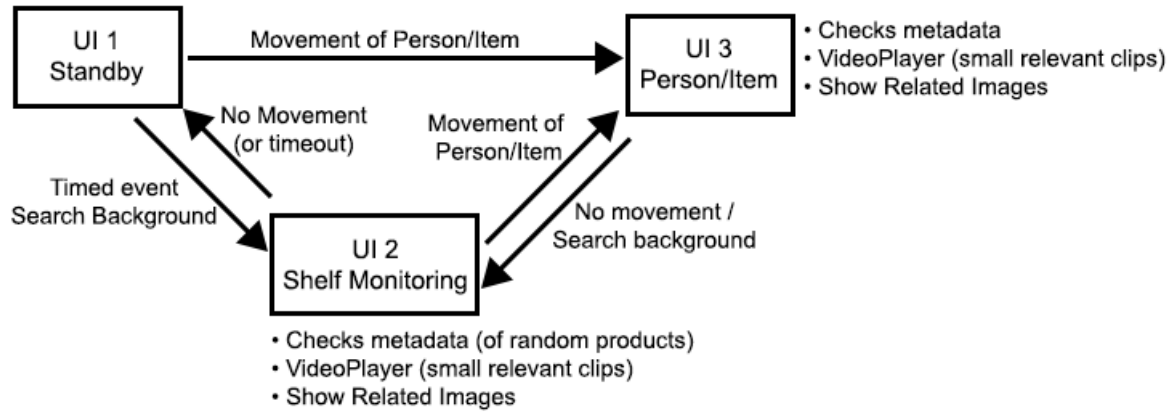 UI 1
Standby
Movement of Person/Item
UI 3
Person/Item
• Checks metadata
• VideoPlayer (small relevant clips)
• Show Related Images
No Movement
(or timeout)
Movement of
Person/Item
Timed event
Search Background
No movement /
Search background
UI 2
Shelf Monitoring
• Checks metadata (of random products)
• VideoPlayer (small relevant clips)
• Show Related Images